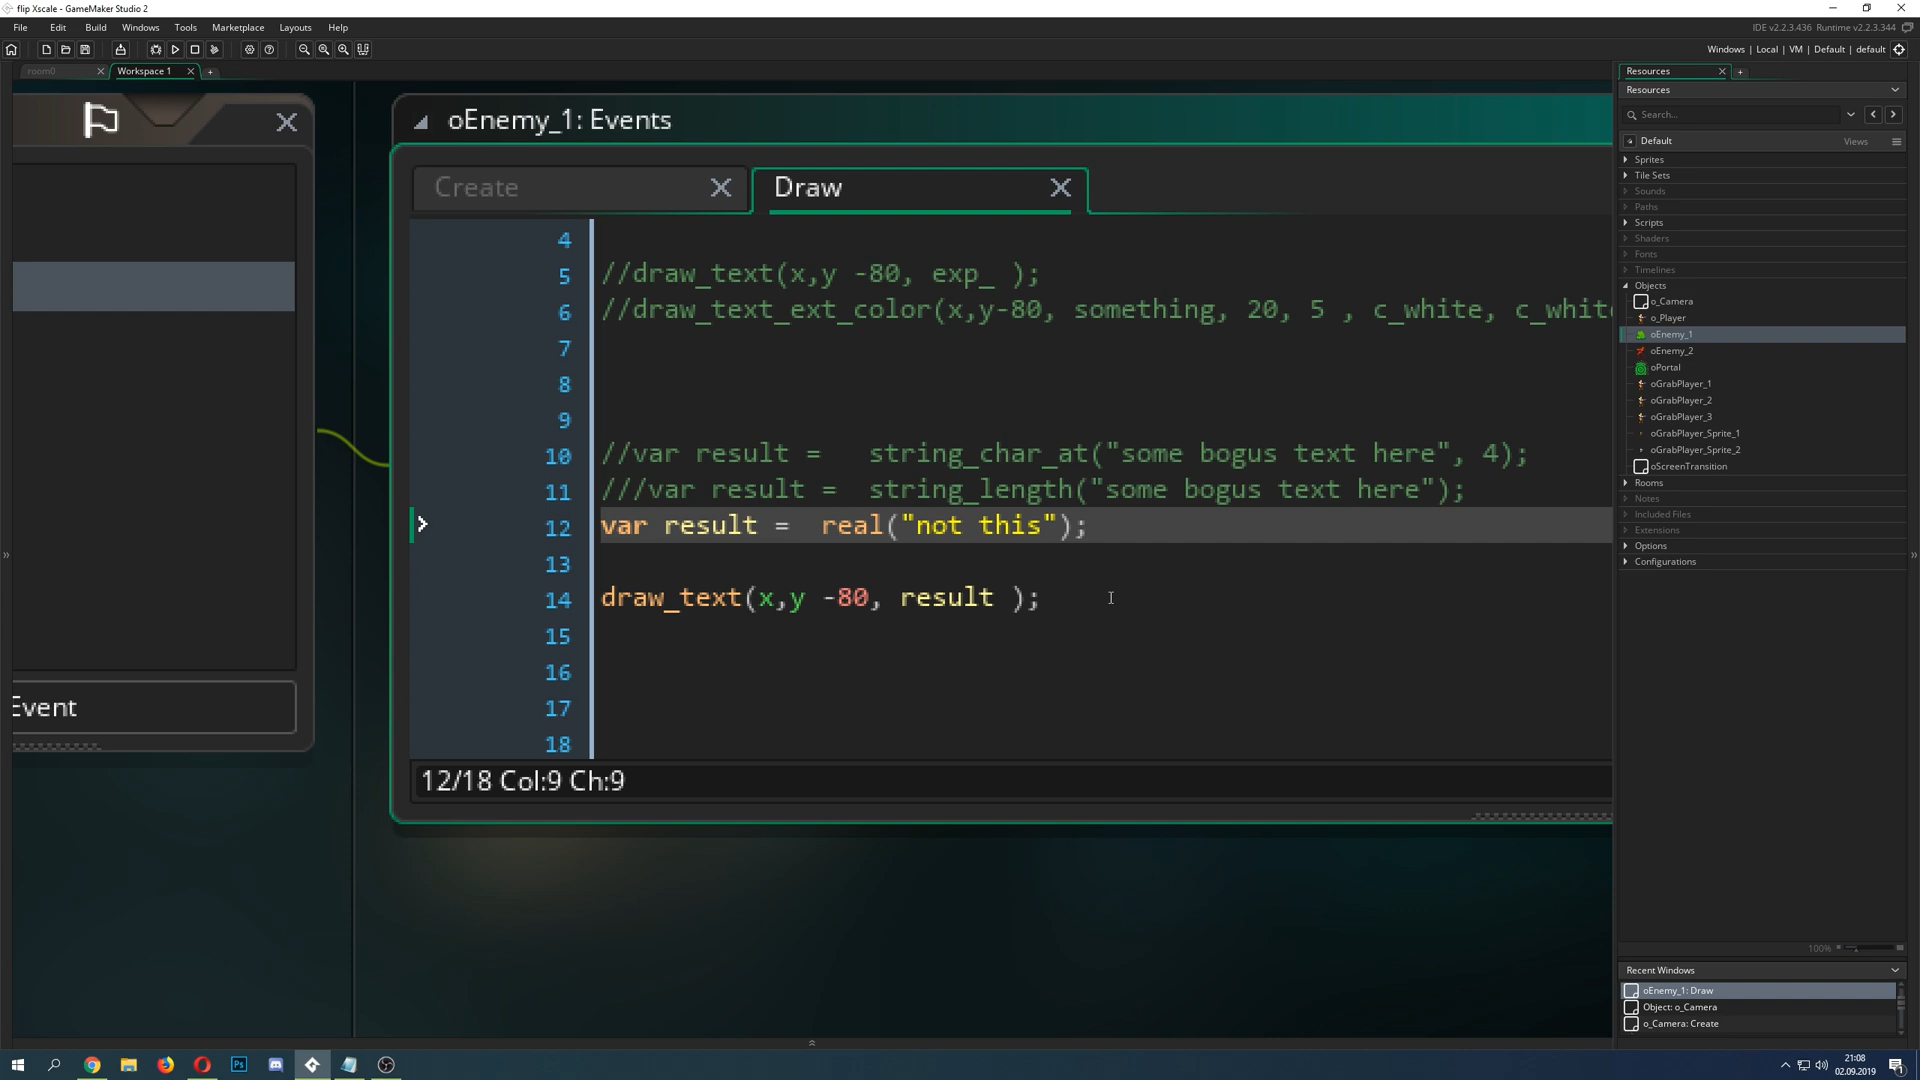 flip Xscale - GameMaker Studio 2
File Edit Build Windows Tools Marketplace Layouts Help
IDE v2.2.3.436 Runtime v2.2.3.344
Windows | Local | VM | Default | default
room0
Workspace 1
Event
oEnemy_1: Events
Create
Draw
4
5 //draw_text(x,y -80, exp_ );
6 //draw_text_ext_color(x,y-80, something, 20, 5 , c_white, c_whit
7
8
9
10 //var result =   string_char_at("some bogus text here", 4);
11 ///var result =  string_length("some bogus text here");
12 var result =  real("not this");
13
14 draw_text(x,y -80, result );
15
16
17
18
12/18 Col:9 Ch:9
Resources
Resources
Search...
Default Views
Sprites
Tile Sets
Sounds
Paths
Scripts
Shaders
Fonts
Timelines
Objects
o_Camera
o_Player
oEnemy_1
oEnemy_2
oPortal
oGrabPlayer_1
oGrabPlayer_2
oGrabPlayer_3
oGrabPlayer_Sprite_1
oGrabPlayer_Sprite_2
oScreenTransition
Rooms
Notes
Included Files
Extensions
Options
Configurations
100%
Recent Windows
oEnemy_1: Draw
Object: o_Camera
o_Camera: Create
Ps
21:08
02.09.2019